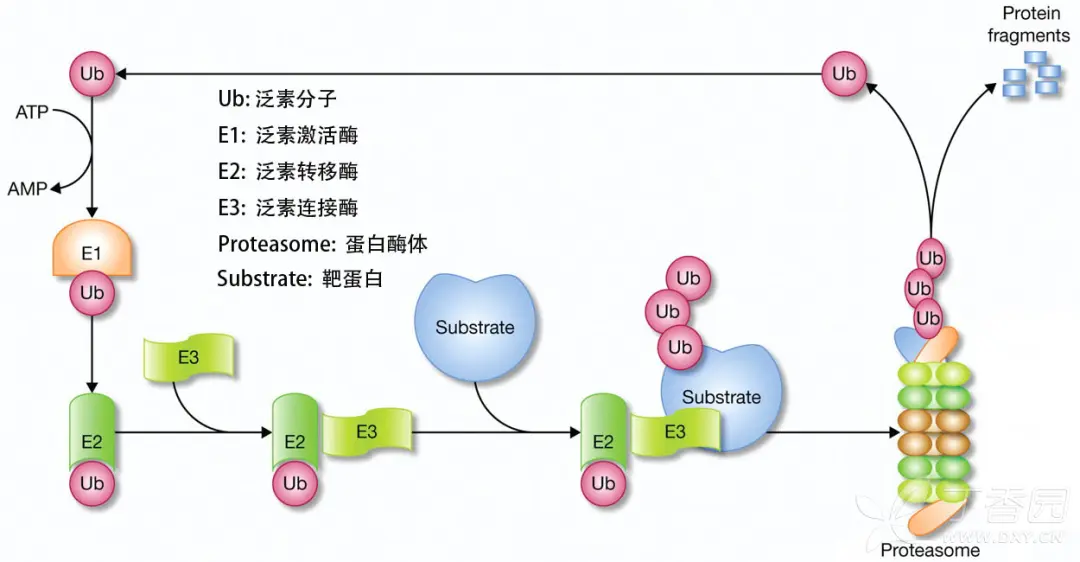 Protein
fragments
Ub
Ub
ATP
AMP
Ub: 泛素分子
E1: 泛素激活酶
E2: 泛素转移酶
E3: 泛素连接酶
Proteasome: 蛋白酶体
Substrate: 靶蛋白
E1
Ub
Ub
Ub
Ub
Ub
Ub
Ub
Substrate
E3
Substrate
E2
Ub
E2
E3
Ub
E2
E3
Ub
丁香园
WWW.DXY.CN
Proteasome